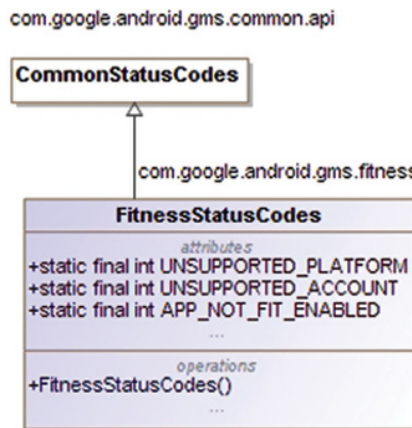 com.google.android.gms.common.api
CommonStatusCodes
com.google.android.gms.fitness
FitnessStatusCodes
attributes
+static final int UNSUPPORTED_PLATFORM
+static final int UNSUPPORTED_ACCOUNT
+static final int APP_NOT_FIT_ENABLED
...
operations
+FitnessStatusCodes()
...